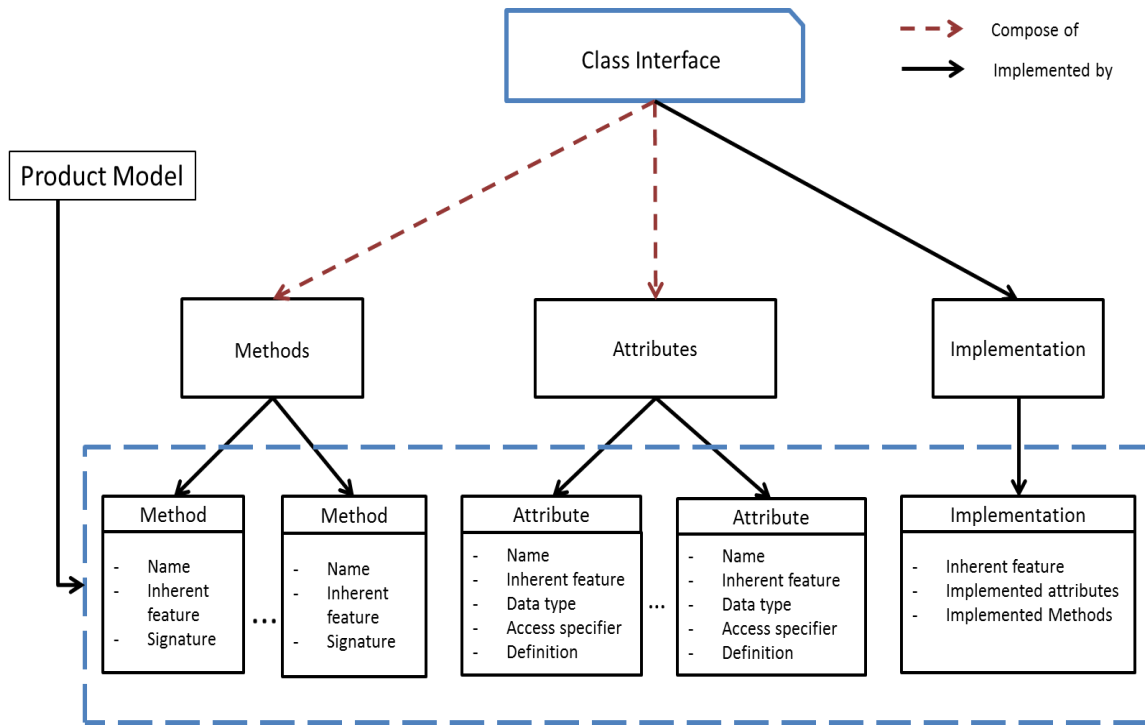 Class Interface
Compose of
Implemented by
Product Model
Methods
Attributes
Implementation
Method
- Name
- Inherent
feature
- Signature
...
Method
- Name
- Inherent
feature
- Signature
Attribute
- Name
- Inherent feature
- Data type
- Access specifier
- Definition
...
Attribute
- Name
- Inherent feature
- Data type
- Access specifier
- Definition
Implementation
- Inherent feature
- Implemented attributes
- Implemented Methods